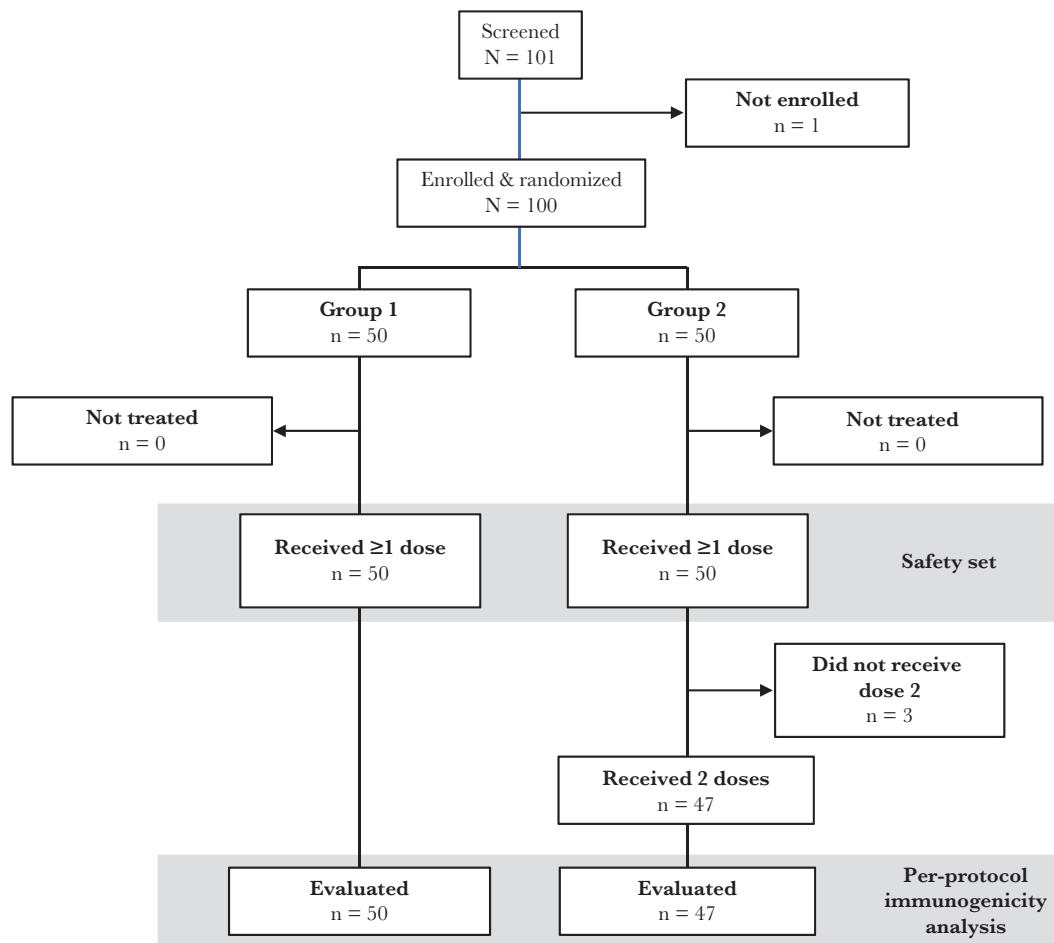 Screened
N = 101
Not enrolled
n = 1
Enrolled & randomized
N = 100
Group 1
n = 50
Group 2
n = 50
Not treated
n = 0
Not treated
n = 0
Received ≥1 dose
n = 50
Received ≥1 dose
n = 50
Safety set
Did not receive
dose 2
n = 3
Received 2 doses
n = 47
Evaluated
n = 50
Evaluated
n = 47
Per-protocol
immunogenicity
analysis